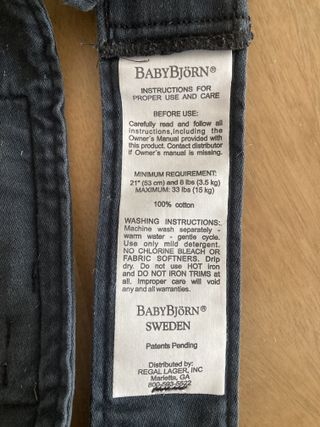 BABYBJÖRN®
INSTRUCTIONS FOR
PROPER USE AND CARE
BEFORE USE:
Carefully read and follow all
instructions,including the
Owner's Manual provided with
this product. Contact distributor
if Owner's manual is missing.
MINIMUM REQUIREMENT:
21" (53 cm) and 8 lbs (3.5 kg)
MAXIMUM: 33 lbs (15 kg)
100% cotton
WASHING INSTRUCTIONS:
Machine wash separately -
warm water - gentle cycle.
Use only mild detergent.
NO CHLORINE BLEACH OR
FABRIC SOFTNERS. Drip
dry. Do not use HOT iron
and DO NOT IRON TRIMS at
all. Improper care will void
any and all warranties.
BABYBJÖRN®
SWEDEN
Patents Pending
Distributed by:
REGAL LAGER, INC
Marietta, GA
800-593-5522